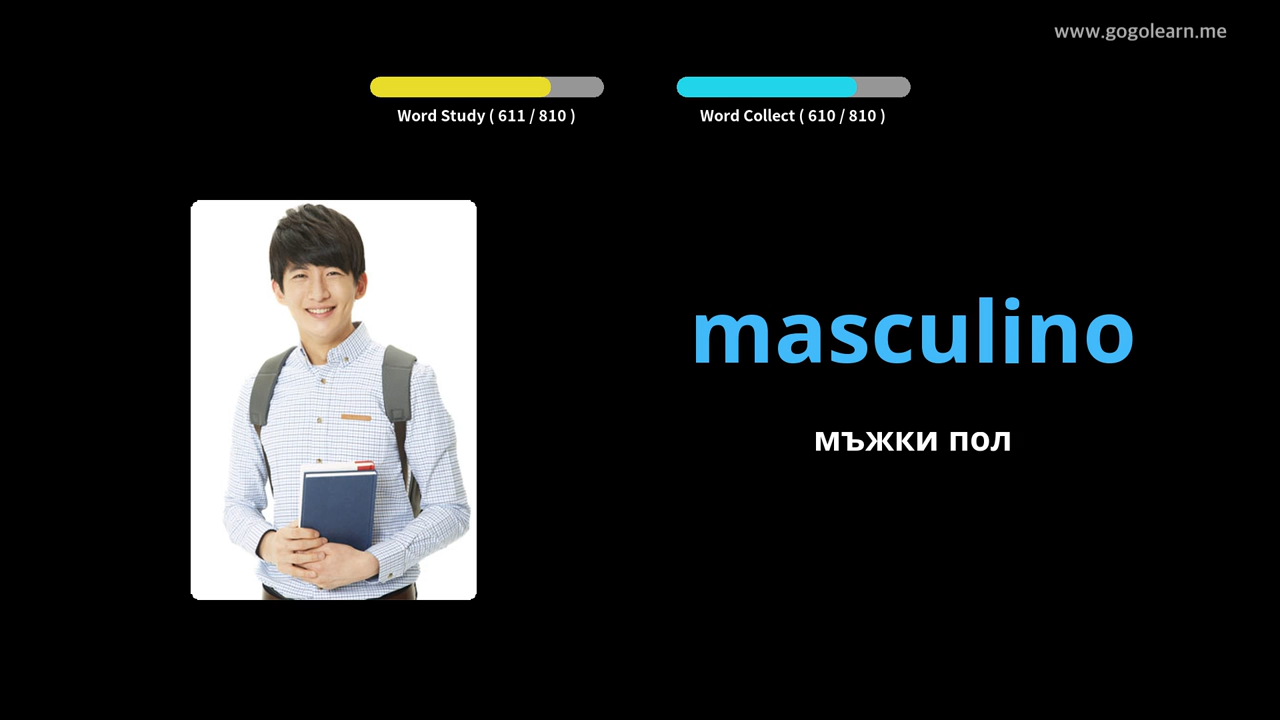 www.gogolearn.me
Word Study ( 611 / 810 )
Word Collect ( 610 / 810 )
masculino
мъжки пол